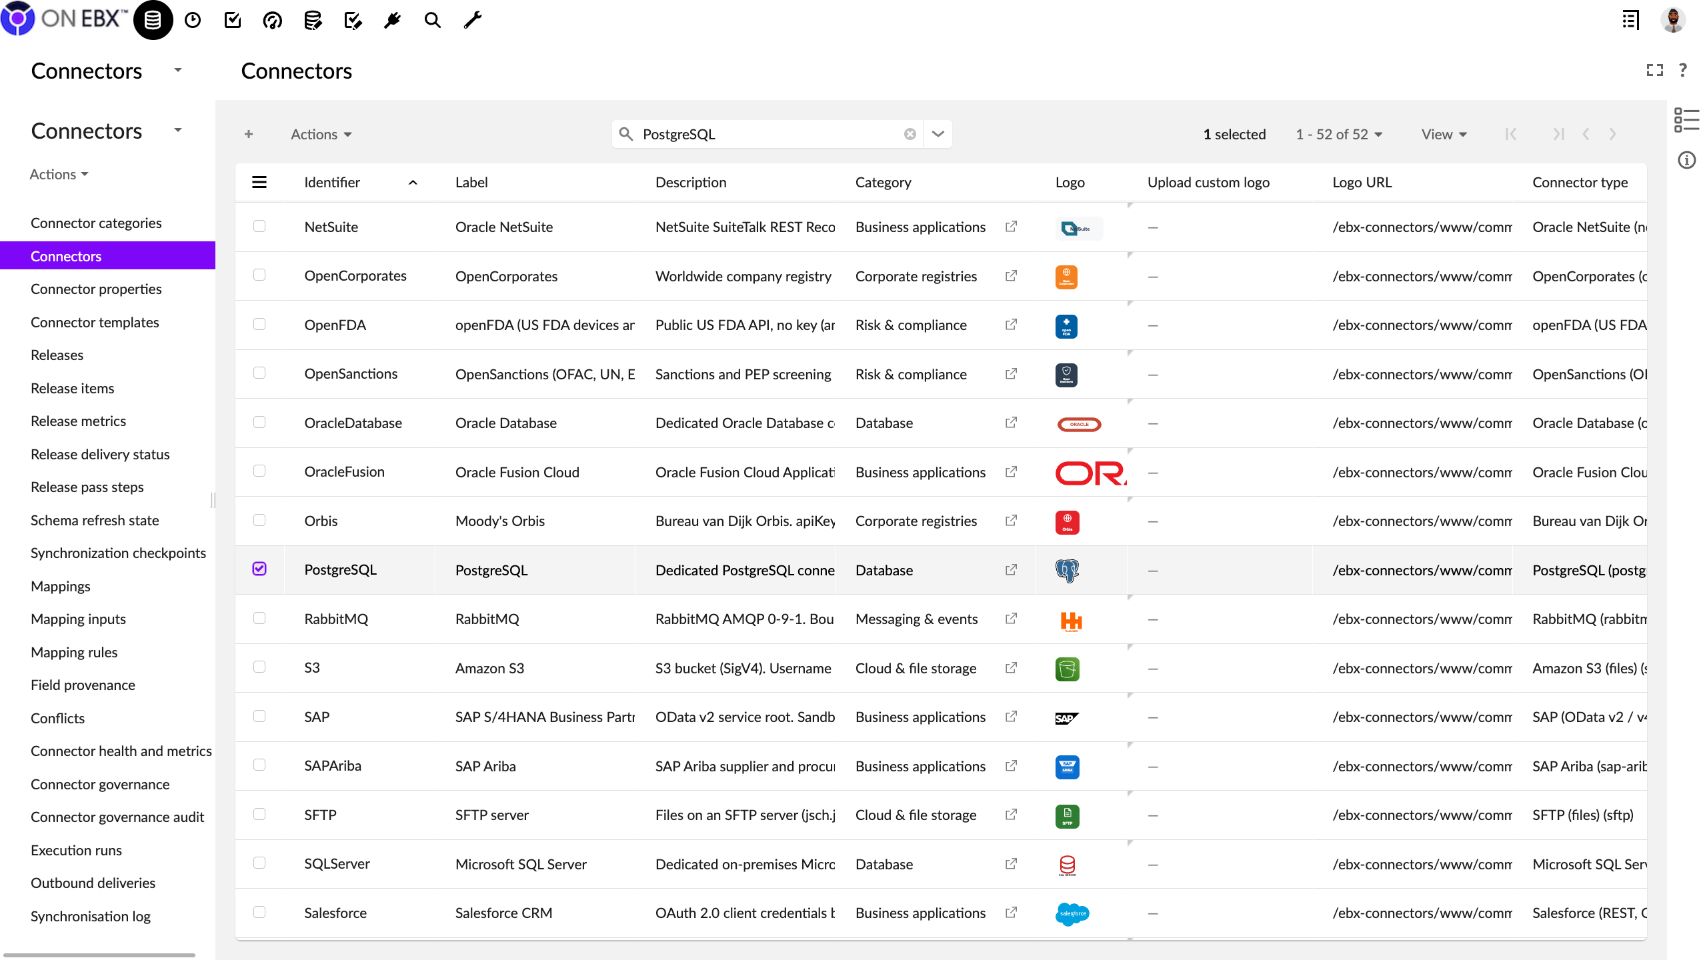 ON EBX™
Connectors
Connectors
Connectors
Actions
Connector categories
Connectors
Connector properties
Connector templates
Releases
Release items
Release metrics
Release delivery status
Release pass steps
Schema refresh state
Synchronization checkpoints
Mappings
Mapping inputs
Mapping rules
Field provenance
Conflicts
Connector health and metrics
Connector governance
Connector governance audit
Execution runs
Outbound deliveries
Synchronisation log
+ Actions PostgreSQL 1 selected 1 - 52 of 52 View
Identifier Label Description Category Logo Upload custom logo Logo URL Connector type
NetSuite Oracle NetSuite NetSuite SuiteTalk REST Reco Business applications — /ebx-connectors/www/comm Oracle NetSuite (ne
OpenCorporates OpenCorporates Worldwide company registry Corporate registries — /ebx-connectors/www/comm OpenCorporates (o
OpenFDA openFDA (US FDA devices an Public US FDA API, no key (an Risk & compliance — /ebx-connectors/www/comm openFDA (US FDA
OpenSanctions OpenSanctions (OFAC, UN, E Sanctions and PEP screening Risk & compliance — /ebx-connectors/www/comm OpenSanctions (O
OracleDatabase Oracle Database Dedicated Oracle Database c Database ORACLE — /ebx-connectors/www/comm Oracle Database (o
OracleFusion Oracle Fusion Cloud Oracle Fusion Cloud Applicati Business applications OR — /ebx-connectors/www/comm Oracle Fusion Clou
Orbis Moody's Orbis Bureau van Dijk Orbis. apiKey Corporate registries Orbis — /ebx-connectors/www/comm Bureau van Dijk Or
PostgreSQL PostgreSQL Dedicated PostgreSQL conne Database — /ebx-connectors/www/comm PostgreSQL (postg
RabbitMQ RabbitMQ RabbitMQ AMQP 0-9-1. Bou Messaging & events — /ebx-connectors/www/comm RabbitMQ (rabbitm
S3 Amazon S3 S3 bucket (SigV4). Username Cloud & file storage — /ebx-connectors/www/comm Amazon S3 (files) (s
SAP SAP S/4HANA Business Partr OData v2 service root. Sandb Business applications SAP — /ebx-connectors/www/comm SAP (OData v2 / v4
SAPAriba SAP Ariba SAP Ariba supplier and procu Business applications — /ebx-connectors/www/comm SAP Ariba (sap-arib
SFTP SFTP server Files on an SFTP server (jsch.j Cloud & file storage SFTP — /ebx-connectors/www/comm SFTP (files) (sftp)
SQLServer Microsoft SQL Server Dedicated on-premises Micro Database — /ebx-connectors/www/comm Microsoft SQL Serv
Salesforce Salesforce CRM OAuth 2.0 client credentials b Business applications salesforce — /ebx-connectors/www/comm Salesforce (REST, O